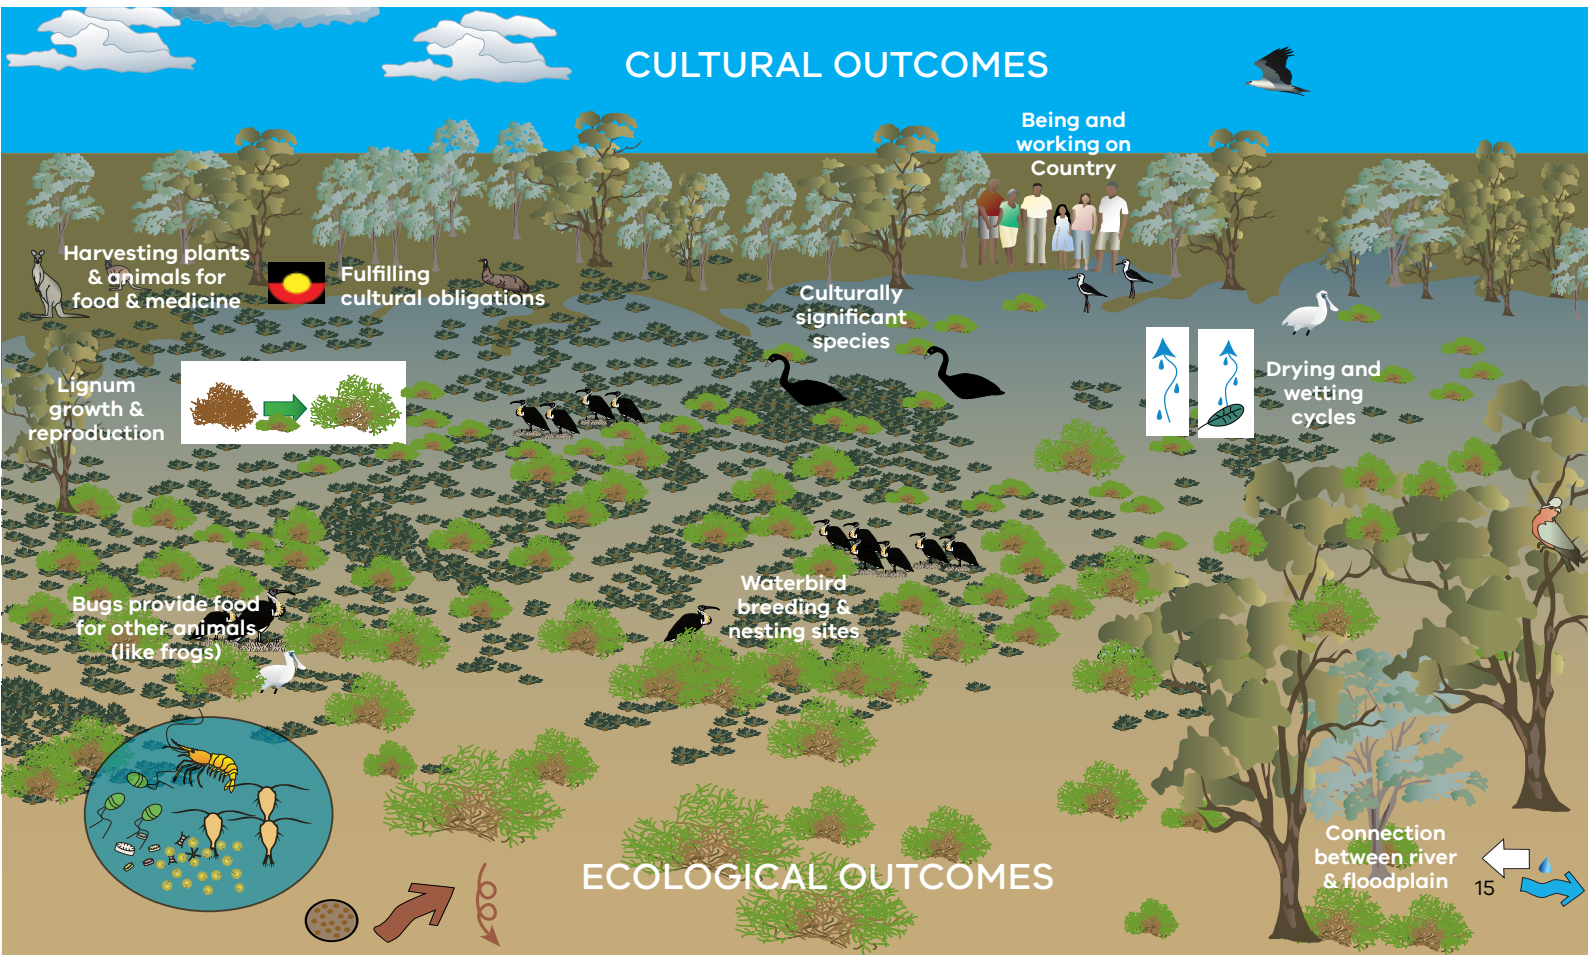 CULTURAL OUTCOMES
Being and
working on
Country
Harvesting plants
& animals for
food & medicine
Fulfilling
cultural obligations
Culturally
significant
species
Lignum
growth &
reproduction
Drying and
wetting
cycles
Bugs provide food
for other animals
(like frogs)
Waterbird
breeding &
nesting sites
ECOLOGICAL OUTCOMES
Connection
between river
& floodplain
15